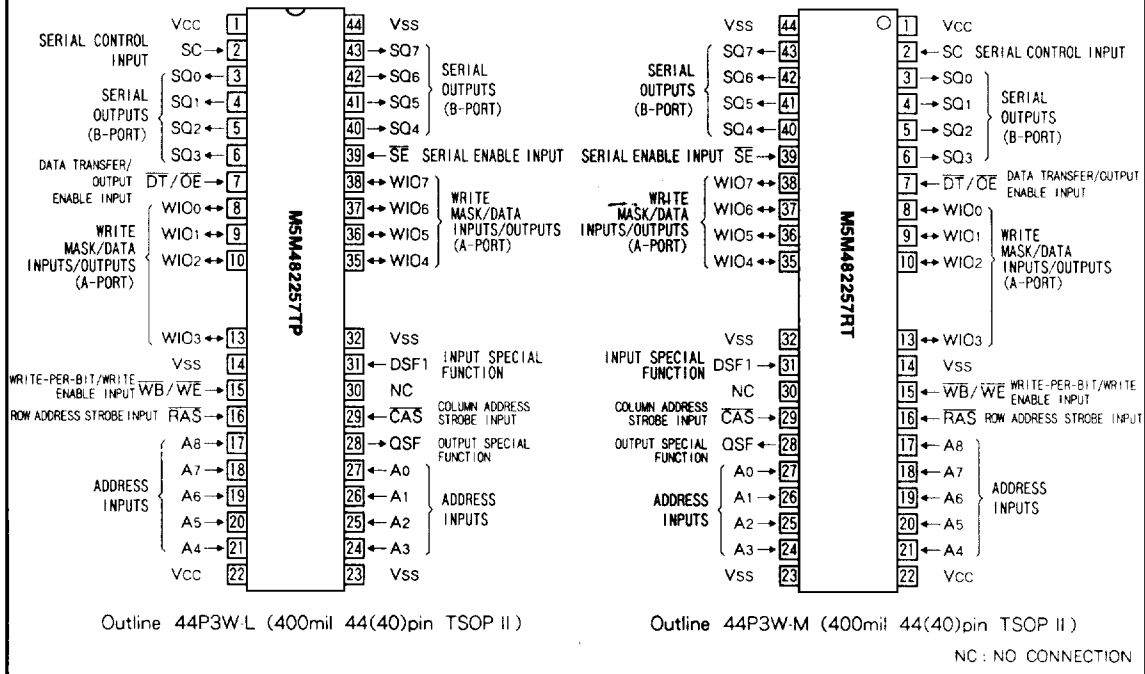 VCC 1 44 VSS
SERIAL CONTROL INPUT SC→ 2 43 →SQ7
SQ0← 3 42 →SQ6
SQ1← 4 41 →SQ5
SQ2← 5 40 →SQ4
SQ3← 6 39 ←SE SERIAL ENABLE INPUT
SERIAL OUTPUTS (B-PORT)
SERIAL OUTPUTS (B-PORT)
DATA TRANSFER/OUTPUT ENABLE INPUT DT/OE→ 7 38 ↔WIO7
WIO0↔ 8 37 ↔WIO6
WIO1↔ 9 36 ↔WIO5
WIO2↔ 10 35 ↔WIO4
WRITE MASK/DATA INPUTS/OUTPUTS (A-PORT)
WRITE MASK/DATA INPUTS/OUTPUTS (A-PORT)
M5M482257TP
WIO3↔ 13 32 VSS
VSS 14 31 ←DSF1 INPUT SPECIAL FUNCTION
WRITE-PER-BIT/WRITE ENABLE INPUT WB/WE→ 15 30 NC
ROW ADDRESS STROBE INPUT RAS→ 16 29 ←CAS COLUMN ADDRESS STROBE INPUT
A8→ 17 28 →QSF OUTPUT SPECIAL FUNCTION
A7→ 18 27 ←A0
A6→ 19 26 ←A1
A5→ 20 25 ←A2
A4→ 21 24 ←A3
ADDRESS INPUTS
ADDRESS INPUTS
VCC 22 23 VSS
Outline 44P3W-L (400mil 44(40)pin TSOP II)
VSS 44 1 VCC
SQ7← 43 2 ←SC SERIAL CONTROL INPUT
SQ6← 42 3 →SQ0
SQ5← 41 4 →SQ1
SQ4← 40 5 →SQ2
SERIAL ENABLE INPUT SE→ 39 6 →SQ3
SERIAL OUTPUTS (B-PORT)
SERIAL OUTPUTS (B-PORT)
WIO7↔ 38 7 ←DT/OE DATA TRANSFER/OUTPUT ENABLE INPUT
WIO6↔ 37 8 ↔WIO0
WIO5↔ 36 9 ↔WIO1
WIO4↔ 35 10 ↔WIO2
WRITE MASK/DATA INPUTS/OUTPUTS (A-PORT)
WRITE MASK/DATA INPUTS/OUTPUTS (A-PORT)
M5M482257RT
VSS 32 13 ↔WIO3
INPUT SPECIAL FUNCTION DSF1→ 31 14 VSS
NC 30 15 ←WB/WE WRITE-PER-BIT/WRITE ENABLE INPUT
COLUMN ADDRESS STROBE INPUT CAS→ 29 16 ←RAS ROW ADDRESS STROBE INPUT
OUTPUT SPECIAL FUNCTION QSF← 28 17 ←A8
A0→ 27 18 ←A7
A1→ 26 19 ←A6
A2→ 25 20 ←A5
A3→ 24 21 ←A4
ADDRESS INPUTS
ADDRESS INPUTS
VSS 23 22 VCC
Outline 44P3W-M (400mil 44(40)pin TSOP II)
NC : NO CONNECTION